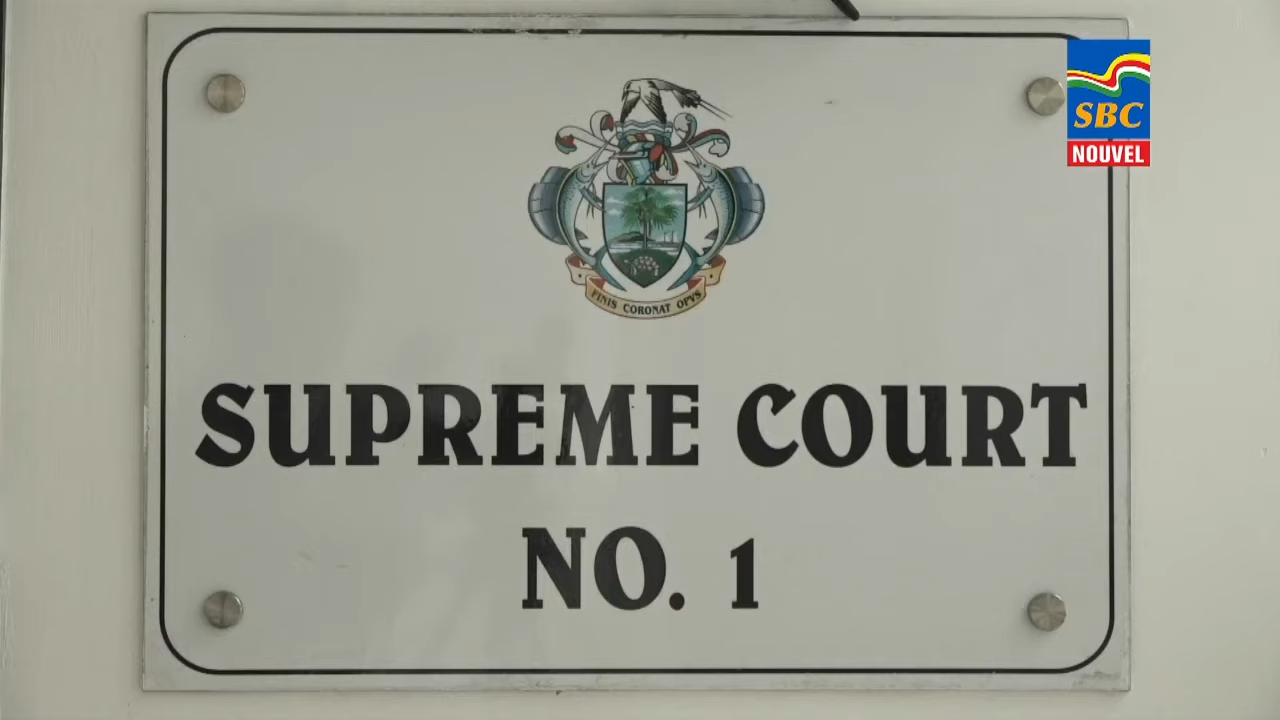 SBC
NOUVEL
FINIS CORONAT OPVS
SUPREME COURT
NO. 1